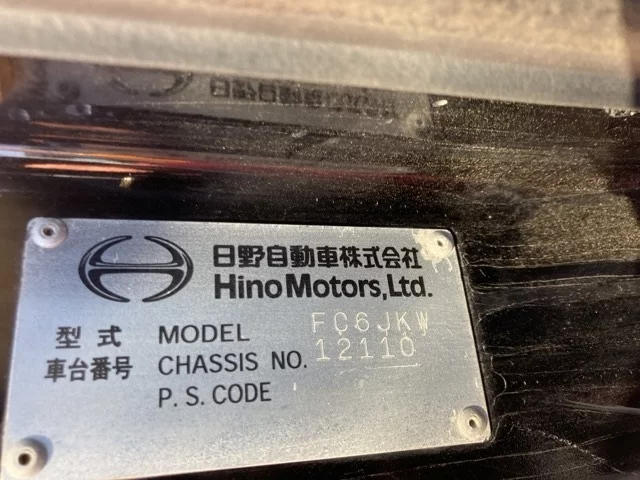 日野自動車株式会社
Hino Motors, Ltd.
型式 MODEL FC6JKW
車台番号 CHASSIS NO. 12110
P. S. CODE